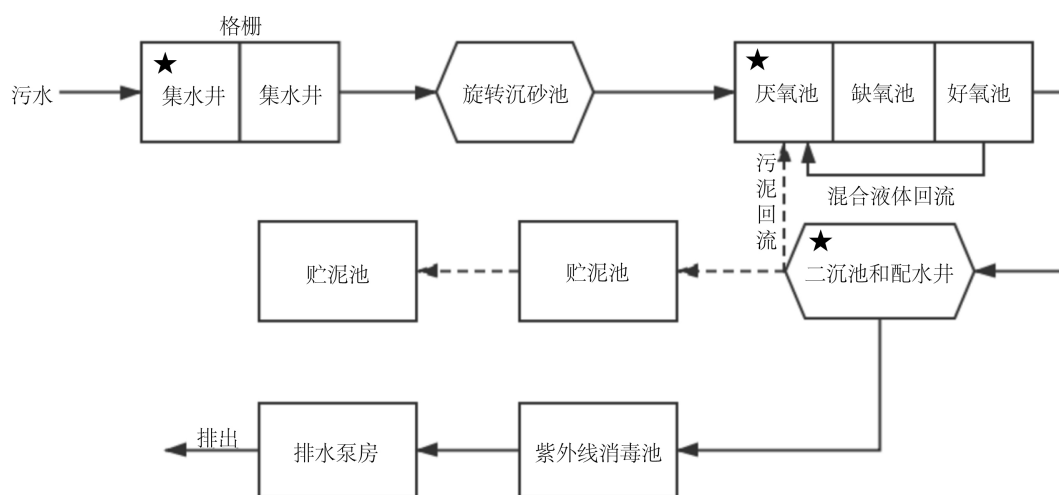 格栅
污水
集水井
集水井
旋转沉砂池
厌氧池
缺氧池
好氧池
污泥回流
混合液体回流
贮泥池
贮泥池
二沉池和配水井
排出
排水泵房
紫外线消毒池